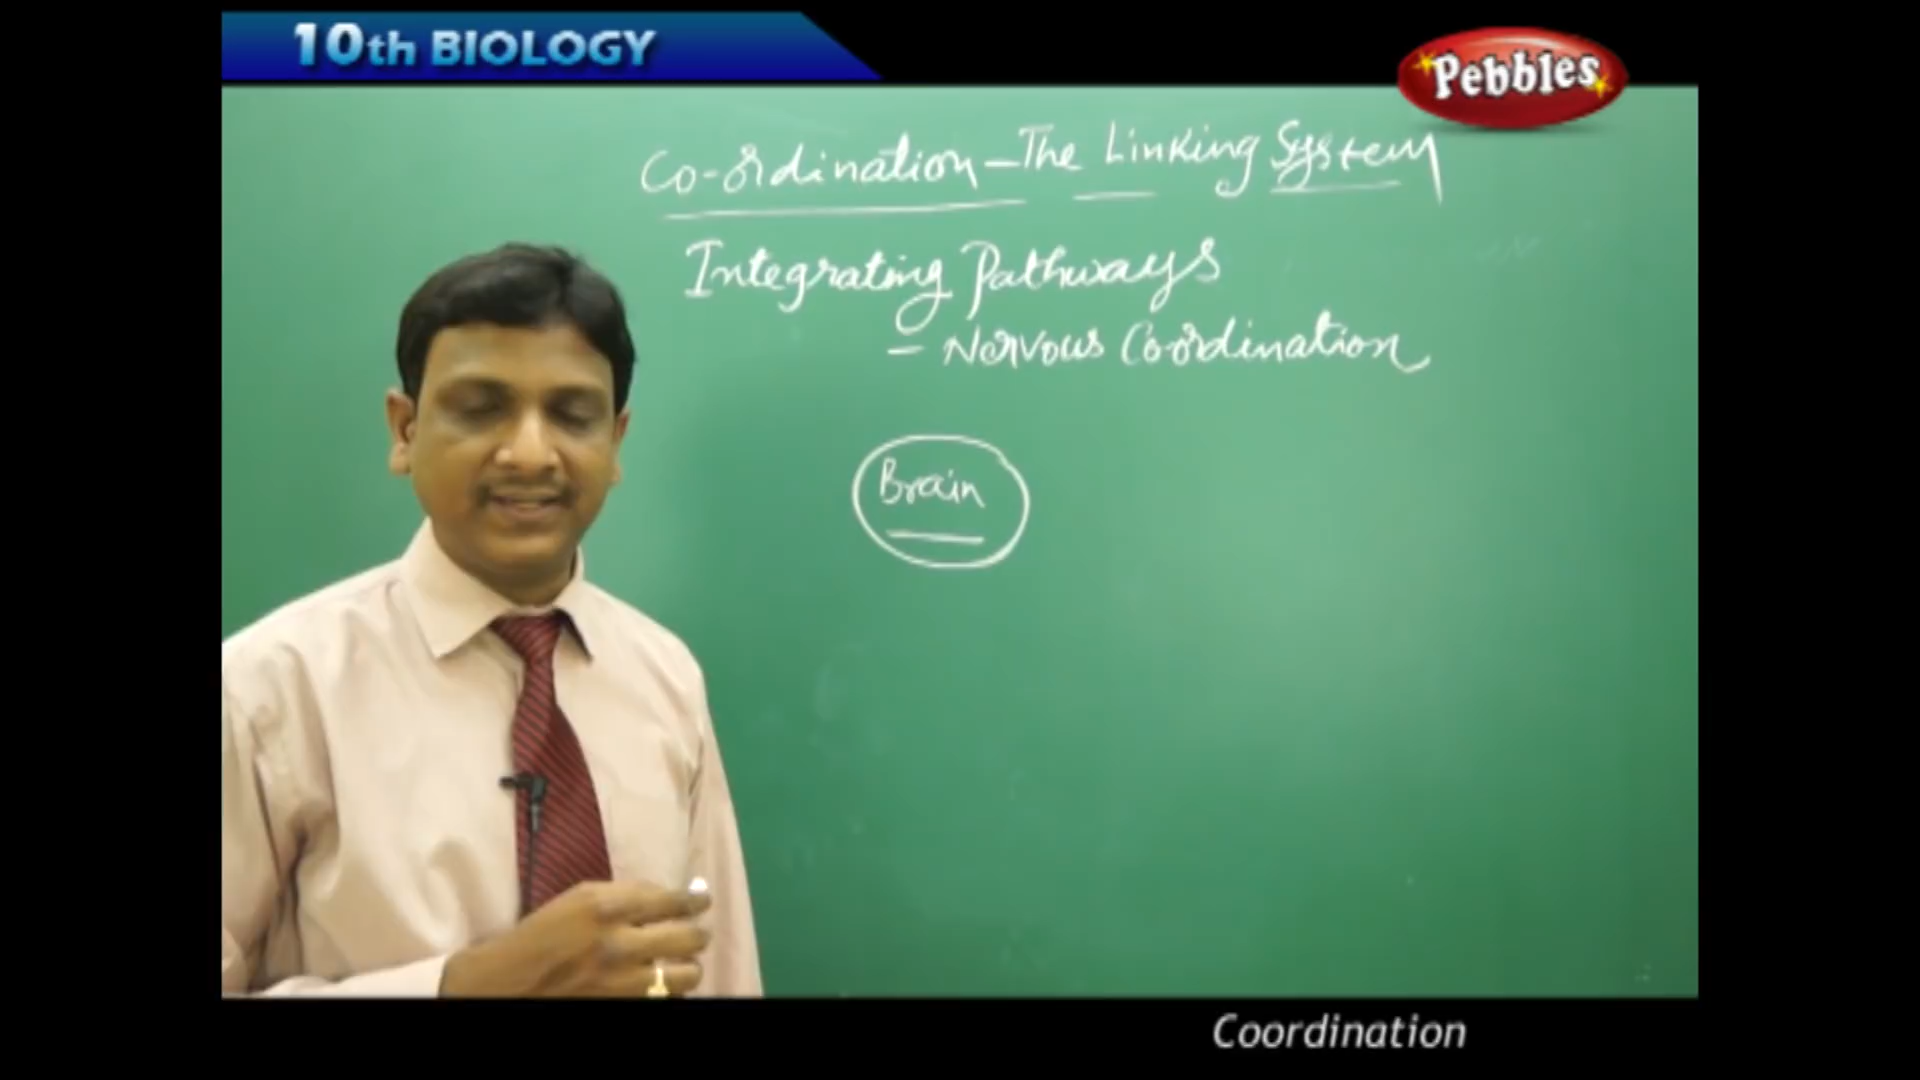 10th BIOLOGY
Pebbles
Co-ordination - The Linking System
Integrating Pathways
- Nervous Coordination
Brain
Coordination